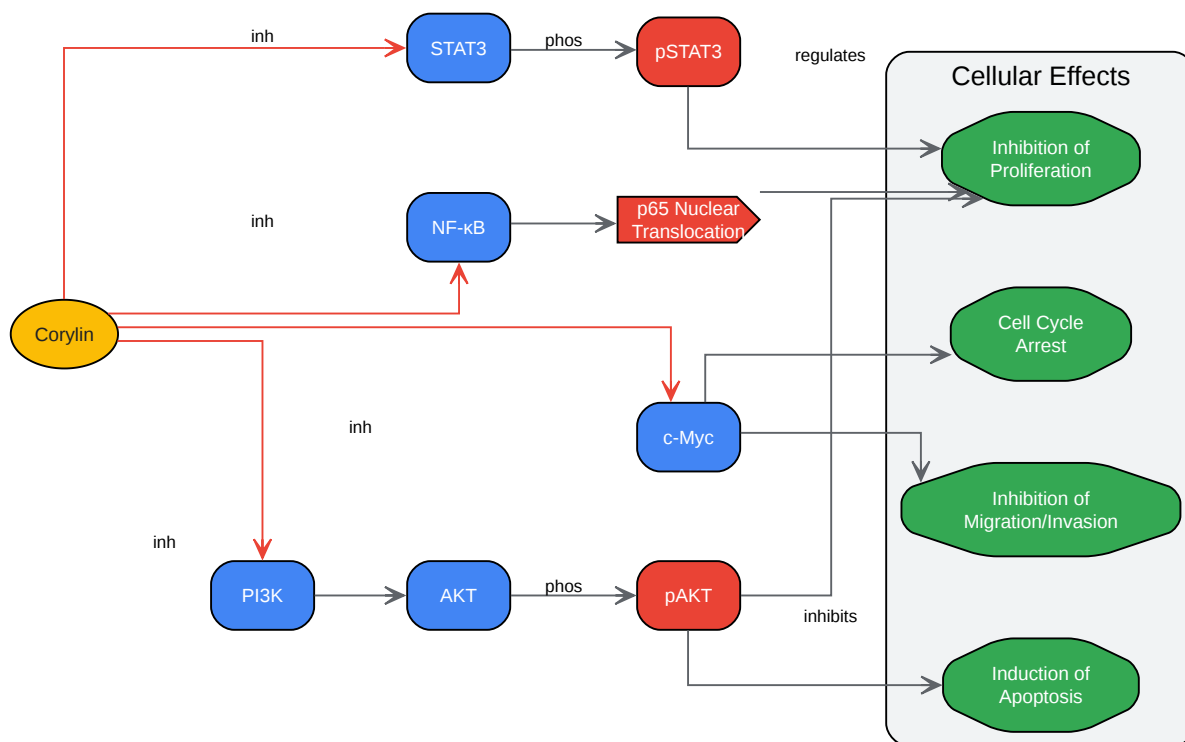 inh
STAT3
phos
pSTAT3
regulates
Cellular Effects
Inhibition of
Proliferation
inh
NF-κB
p65 Nuclear
Translocation
Corylin
Cell Cycle
Arrest
inh
c-Myc
Inhibition of
Migration/Invasion
inh
PI3K
AKT
phos
pAKT
inhibits
Induction of
Apoptosis